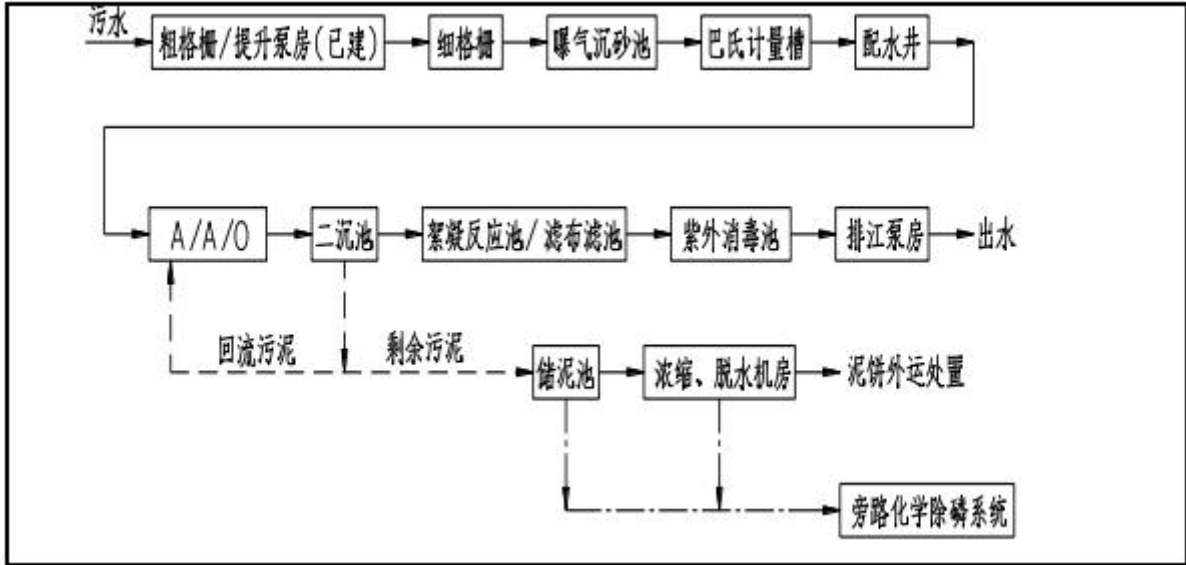 污水
粗格栅/提升泵房(已建)
细格栅
曝气沉砂池
巴氏计量槽
配水井
A/A/O
二沉池
絮凝反应池/滤布滤池
紫外消毒池
排江泵房
出水
回流污泥
剩余污泥
储泥池
浓缩、脱水机房
泥饼外运处置
旁路化学除磷系统